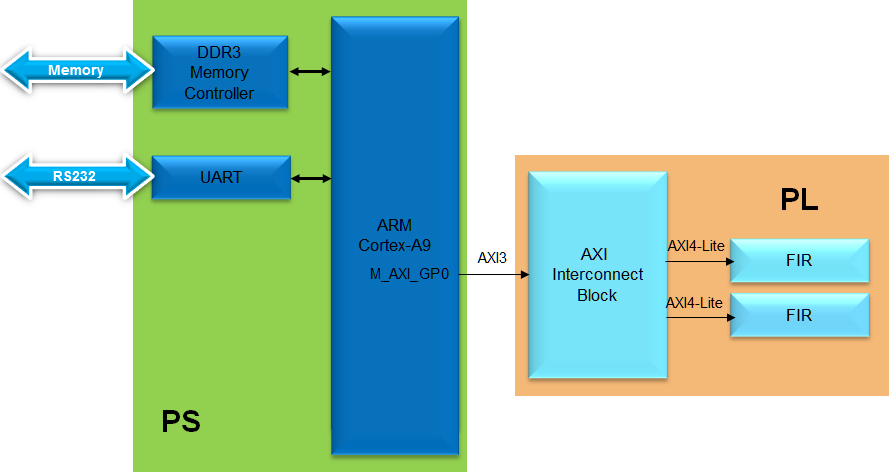 Memory
DDR3
Memory
Controller
RS232
UART
ARM
Cortex-A9
M_AXI_GP0
PS
AXI3
PL
AXI
Interconnect
Block
AXI4-Lite
FIR
AXI4-Lite
FIR